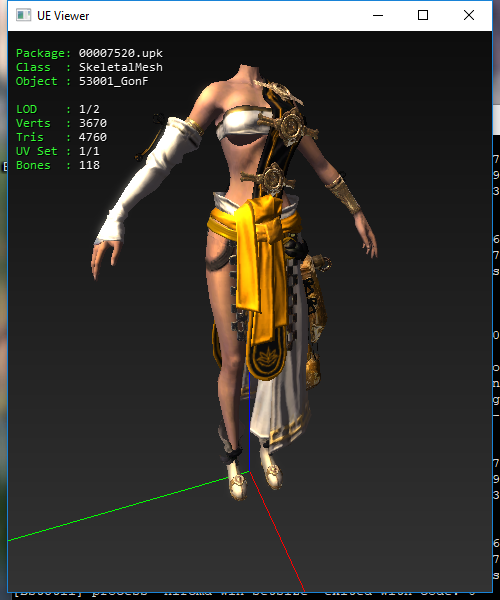 UE Viewer
Package: 00007520.upk
Class : SkeletalMesh
Object : 53001_GonF
LOD : 1/2
Verts : 3670
Tris : 4760
UV Set : 1/1
Bones : 118